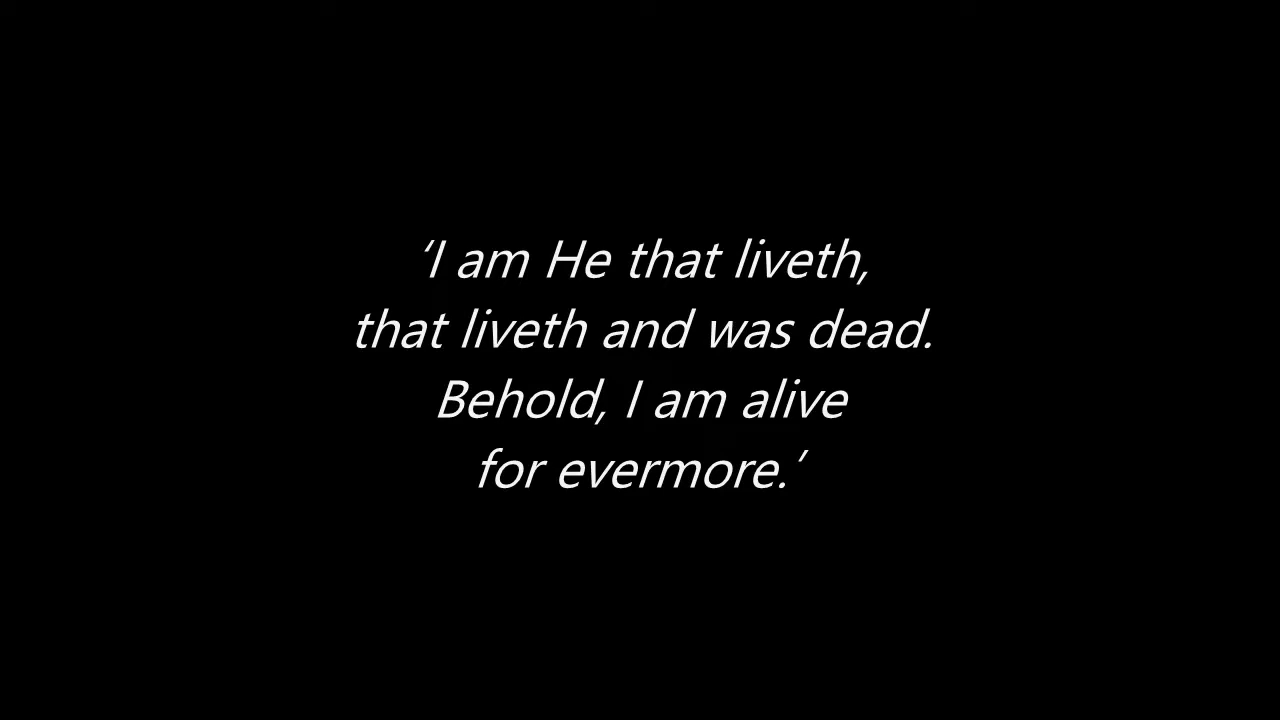 ‘I am He that liveth,
that liveth and was dead.
Behold, I am alive
for evermore.’